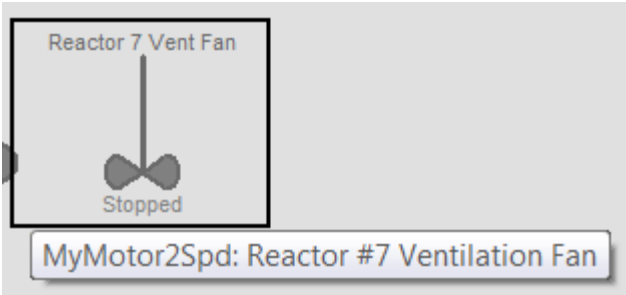 Reactor 7 Vent Fan
Stopped
MyMotor2Spd: Reactor #7 Ventilation Fan